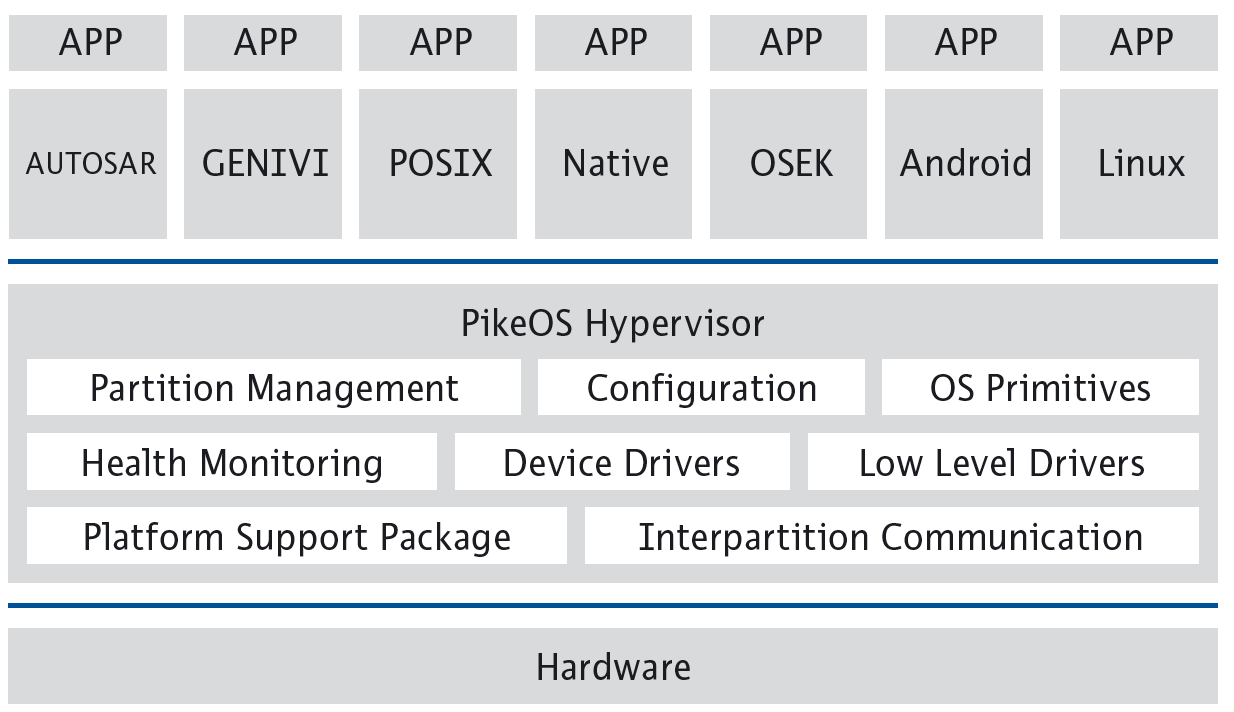 APP APP APP APP APP APP APP
AUTOSAR GENIVI POSIX Native OSEK Android Linux
PikeOS Hypervisor
Partition Management Configuration OS Primitives
Health Monitoring Device Drivers Low Level Drivers
Platform Support Package Interpartition Communication
Hardware